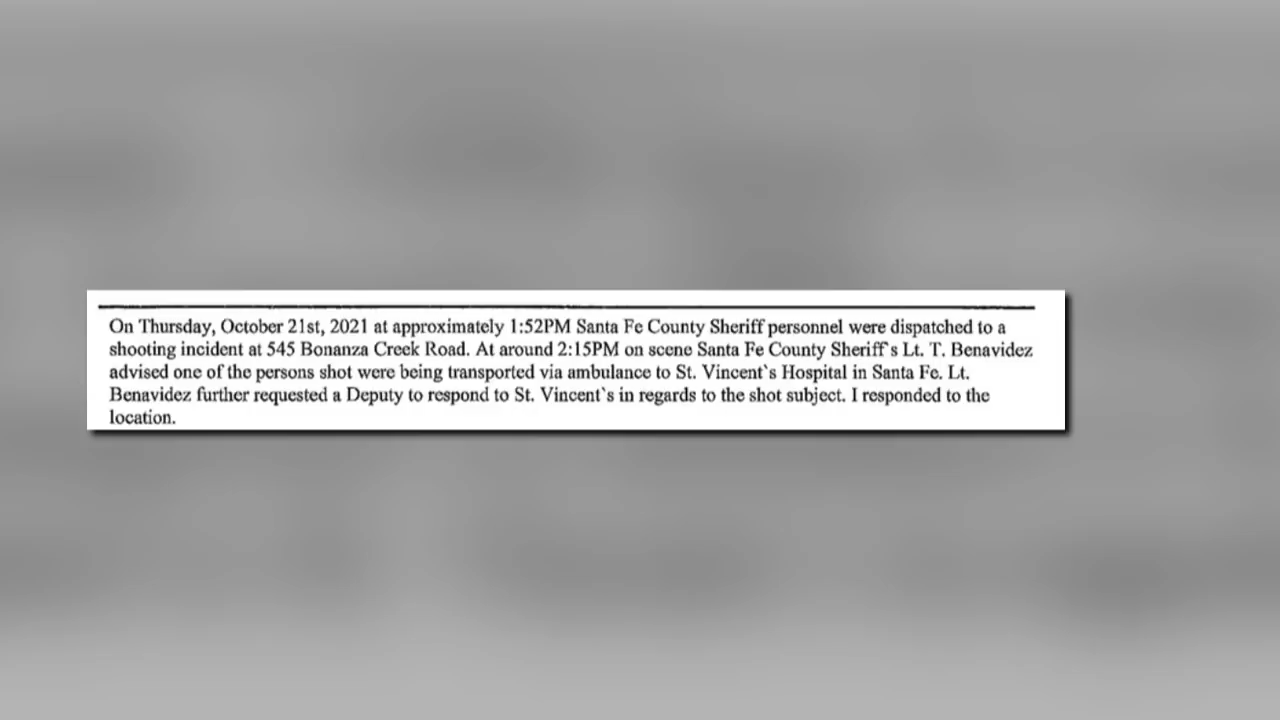 On Thursday, October 21st, 2021 at approximately 1:52PM Santa Fe County Sheriff personnel were dispatched to a
shooting incident at 545 Bonanza Creek Road. At around 2:15PM on scene Santa Fe County Sheriff's Lt. T. Benavidez
advised one of the persons shot were being transported via ambulance to St. Vincent`s Hospital in Santa Fe. Lt.
Benavidez further requested a Deputy to respond to St. Vincent`s in regards to the shot subject. I responded to the
location.